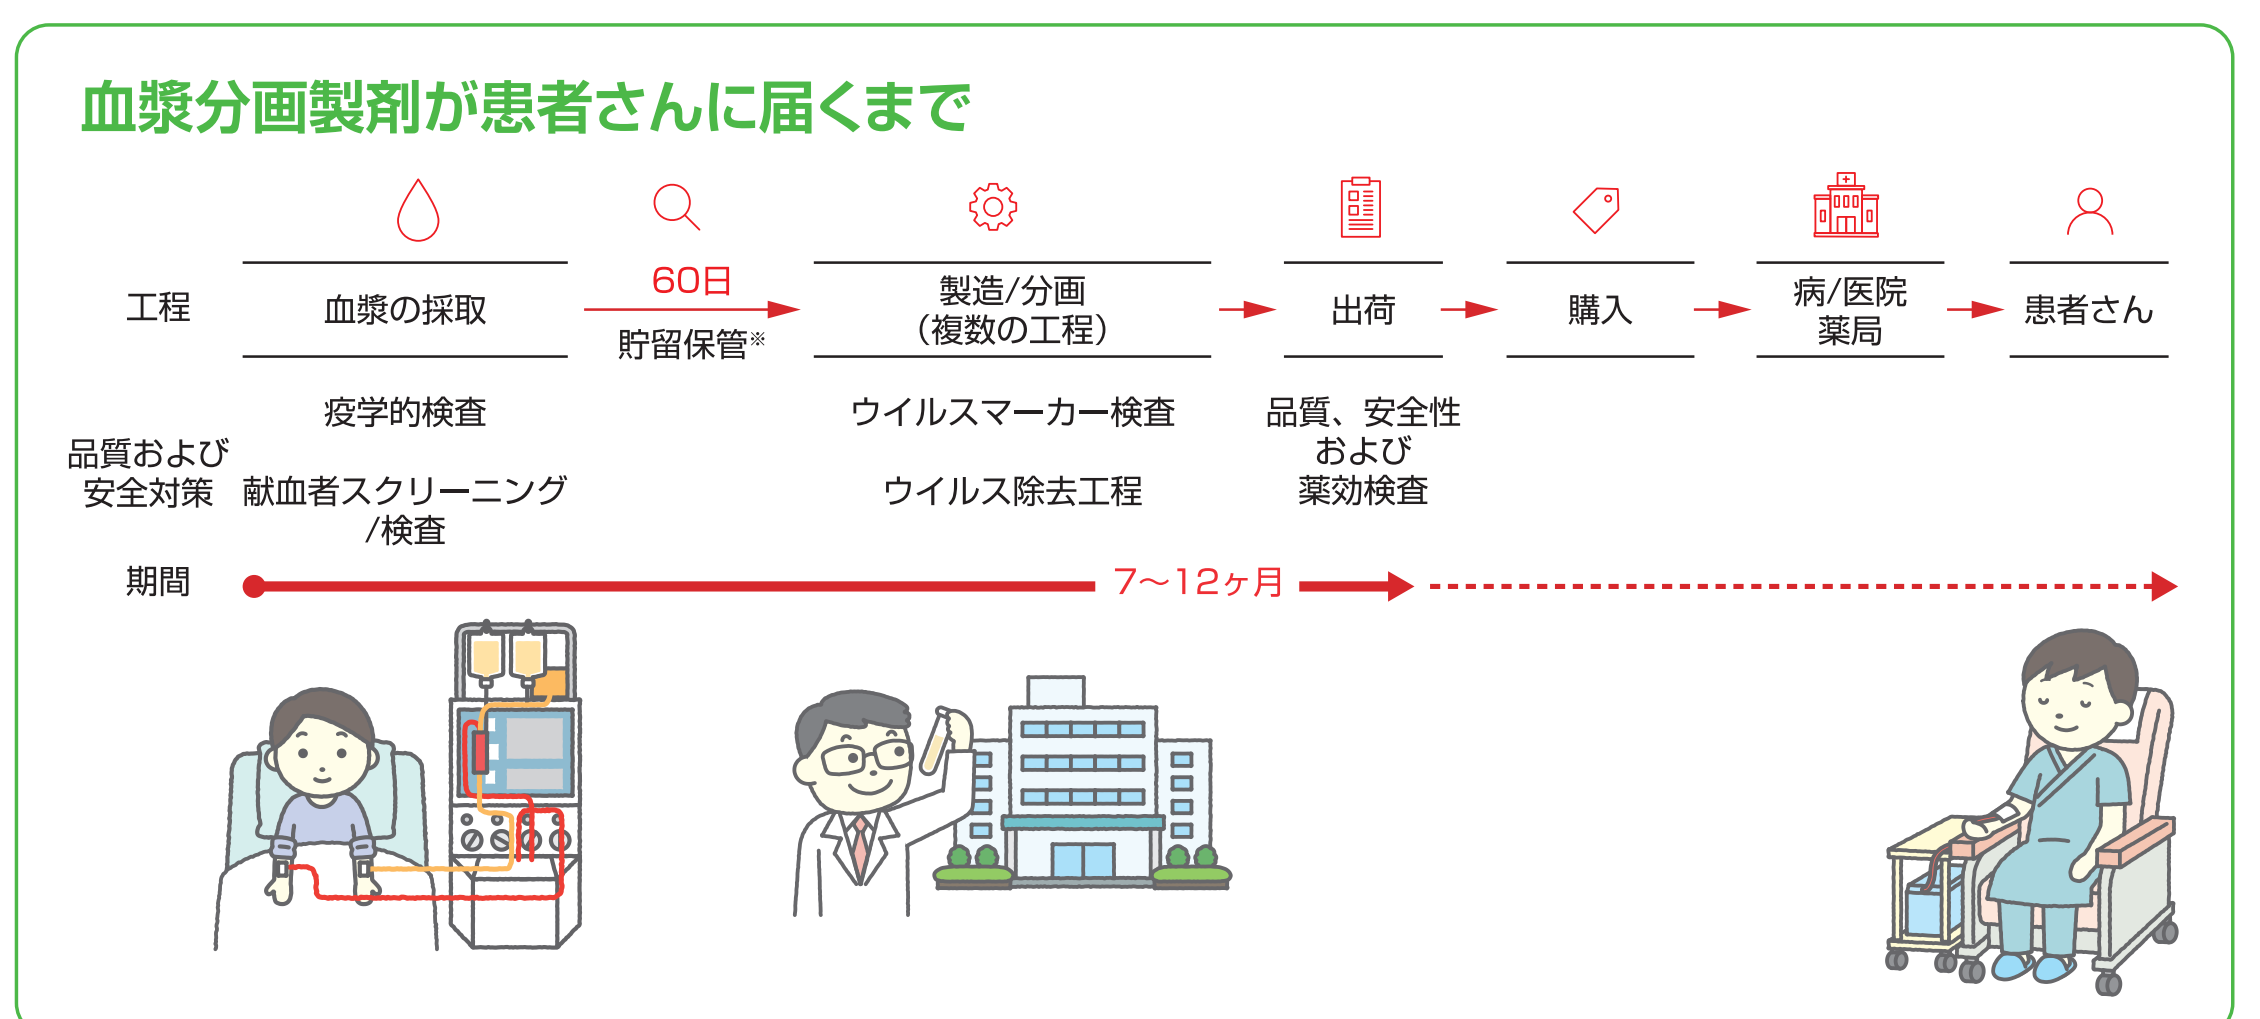 血漿分画製剤が患者さんに届くまで
工程
血漿の採取
60日
貯留保管※
製造/分画
（複数の工程）
出荷
購入
病/医院
薬局
患者さん
品質および
安全対策
疫学的検査
献血者スクリーニング
/検査
ウイルスマーカー検査
ウイルス除去工程
品質、安全性
および
薬効検査
期間
7～12ヶ月